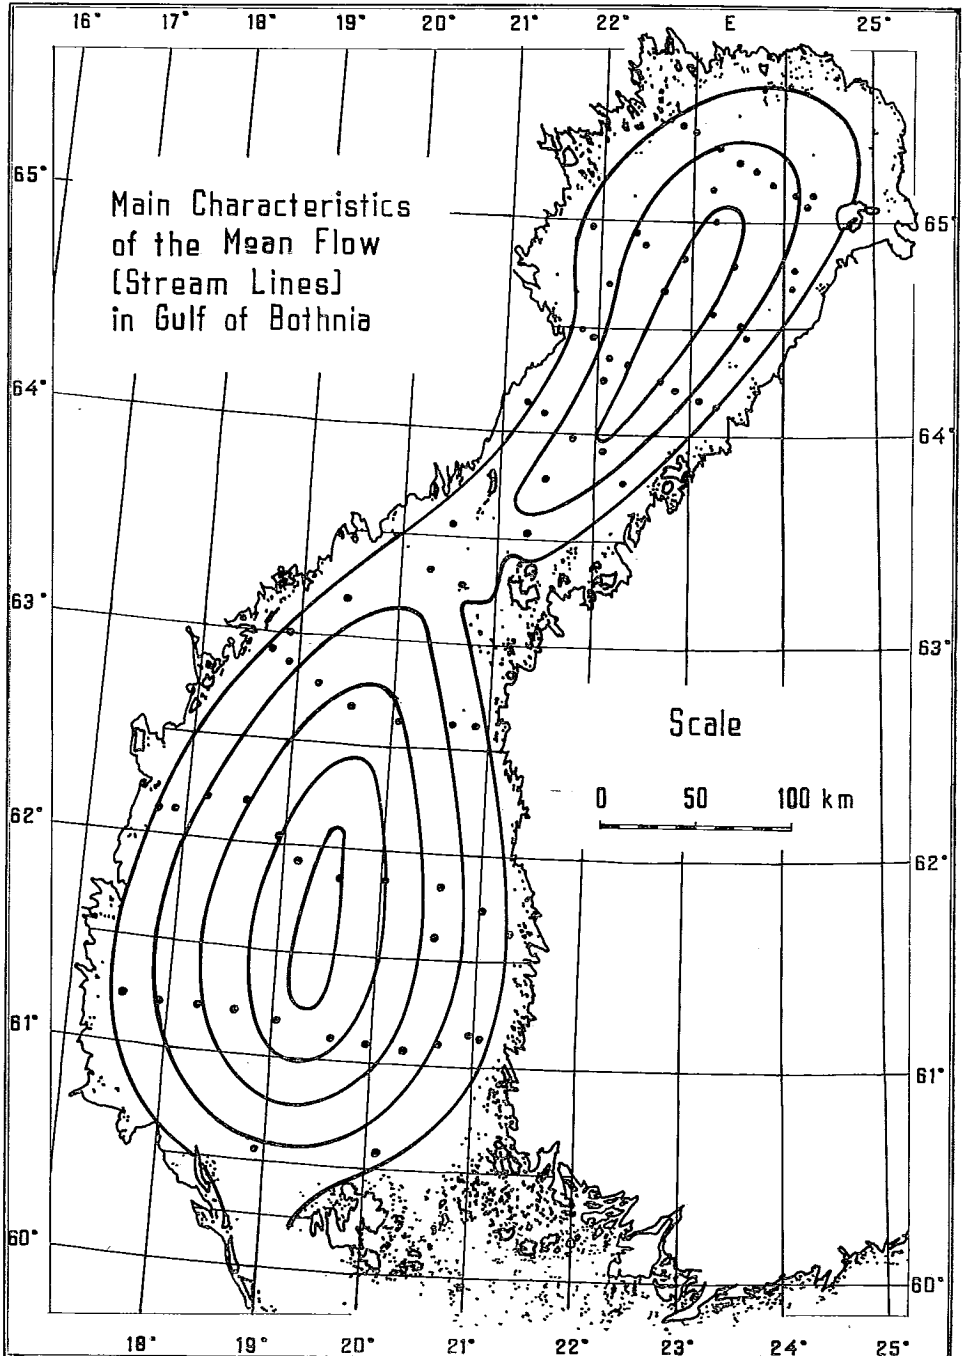 16° 17° 18° 19° 20° 21° 22° E 25°
65°
Main Characteristics
of the Mean Flow
[Stream Lines]
in Gulf of Bothnia
65°
64°
64°
63°
63°
Scale
0 50 100 km
62°
62°
61°
61°
60°
60°
18° 19° 20° 21° 22° 23° 24° 25°